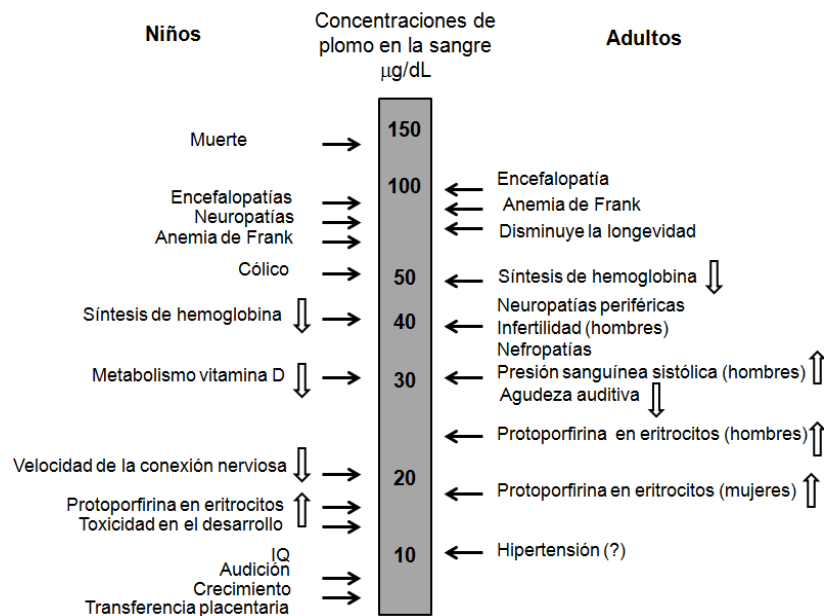 Niños
Concentraciones de
plomo en la sangre
µg/dL
Adultos
Muerte
Encefalopatías
Neuropatías
Anemia de Frank
Cólico
Síntesis de hemoglobina
Metabolismo vitamina D
Velocidad de la conexión nerviosa
Protoporfirina en eritrocitos
Toxicidad en el desarrollo
IQ
Audición
Crecimiento
Transferencia placentaria
150
100
50
40
30
20
10
Encefalopatía
Anemia de Frank
Disminuye la longevidad
Síntesis de hemoglobina
Neuropatías periféricas
Infertilidad (hombres)
Nefropatías
Presión sanguínea sistólica (hombres)
Agudeza auditiva
Protoporfirina en eritrocitos (hombres)
Protoporfirina en eritrocitos (mujeres)
Hipertensión (?)